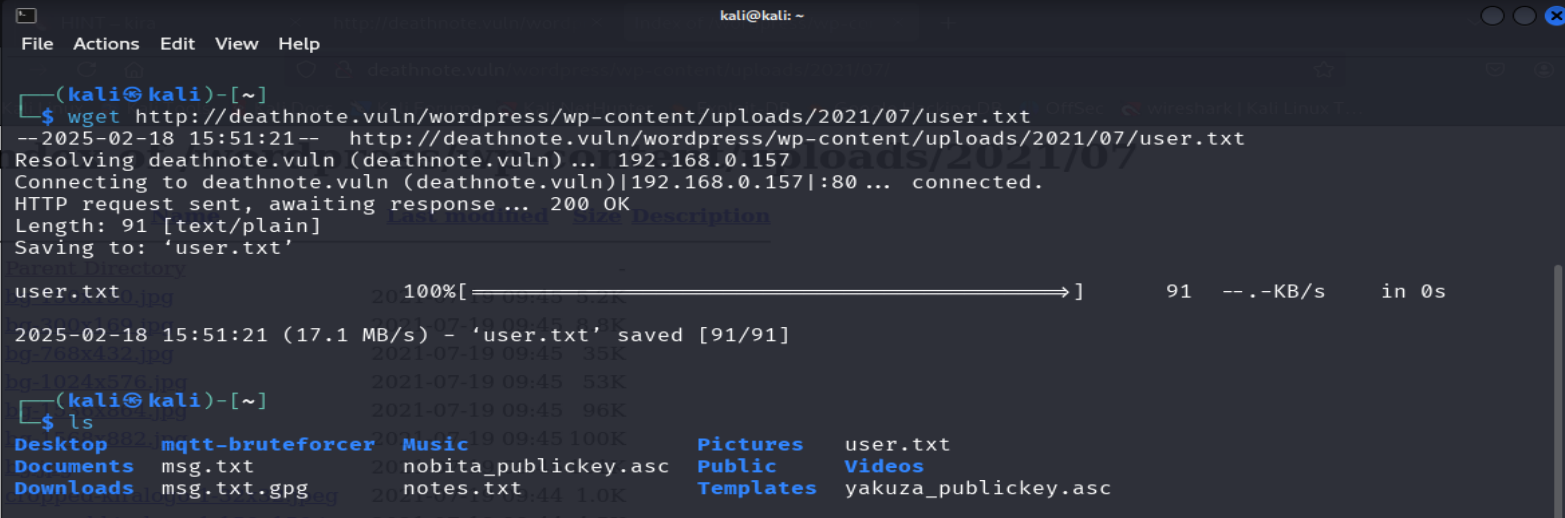 kali@kali: ~
File Actions Edit View Help
┌──(kali㉿kali)-[~]
└─$ wget http://deathnote.vuln/wordpress/wp-content/uploads/2021/07/user.txt
--2025-02-18 15:51:21-- http://deathnote.vuln/wordpress/wp-content/uploads/2021/07/user.txt
Resolving deathnote.vuln (deathnote.vuln)... 192.168.0.157
Connecting to deathnote.vuln (deathnote.vuln)|192.168.0.157|:80... connected.
HTTP request sent, awaiting response... 200 OK
Length: 91 [text/plain]
Saving to: ‘user.txt’
user.txt 100%[===================================================>] 91 --.-KB/s in 0s
2025-02-18 15:51:21 (17.1 MB/s) - ‘user.txt’ saved [91/91]
┌──(kali㉿kali)-[~]
└─$ ls
Desktop mqtt-bruteforcer Music Pictures user.txt
Documents msg.txt nobita_publickey.asc Public Videos
Downloads msg.txt.gpg notes.txt Templates yakuza_publickey.asc